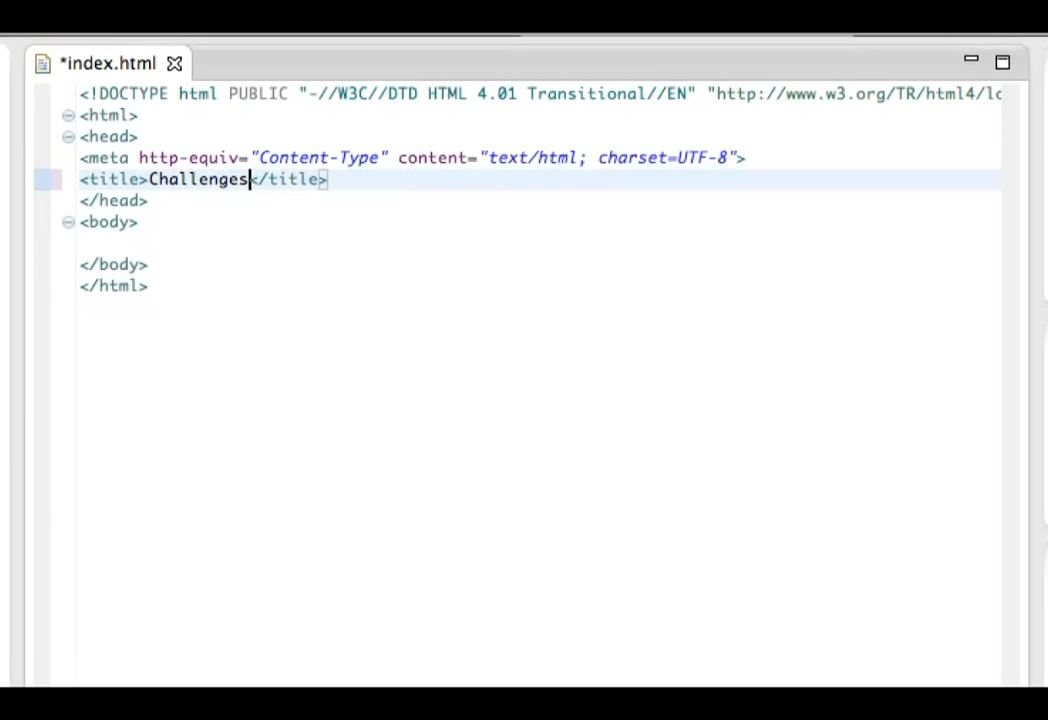 *index.html
<!DOCTYPE html PUBLIC "-//W3C//DTD HTML 4.01 Transitional//EN" "http://www.w3.org/TR/html4/lo
<html>
<head>
<meta http-equiv="Content-Type" content="text/html; charset=UTF-8">
<title>Challenges</title>
</head>
<body>
</body>
</html>